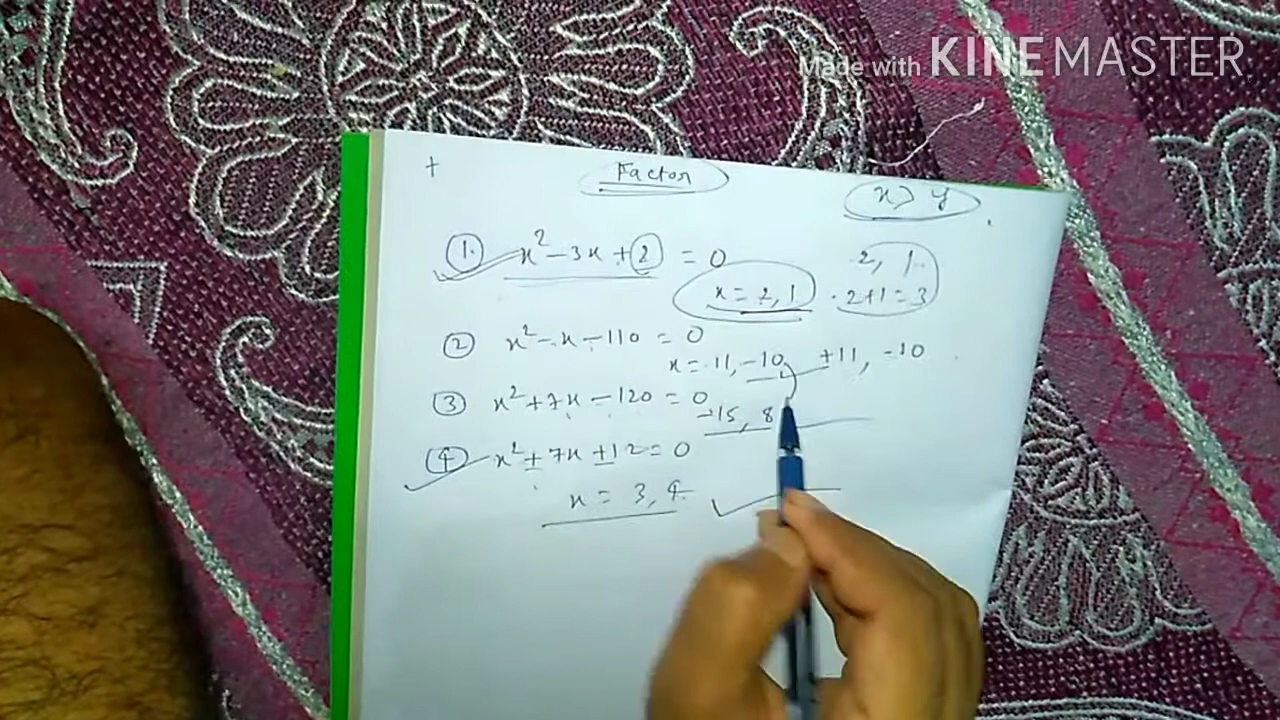 Made with KINEMASTER
+ Factor
x > y
① x² - 3x + 2 = 0
2, 1
x = 2, 1
2+1 = 3
② x² - x - 110 = 0
x = 11, -10 +11, -10
③ x² + 7x - 120 = 0
-15, 8
④ x² + 7x + 12 = 0
x = 3, 4